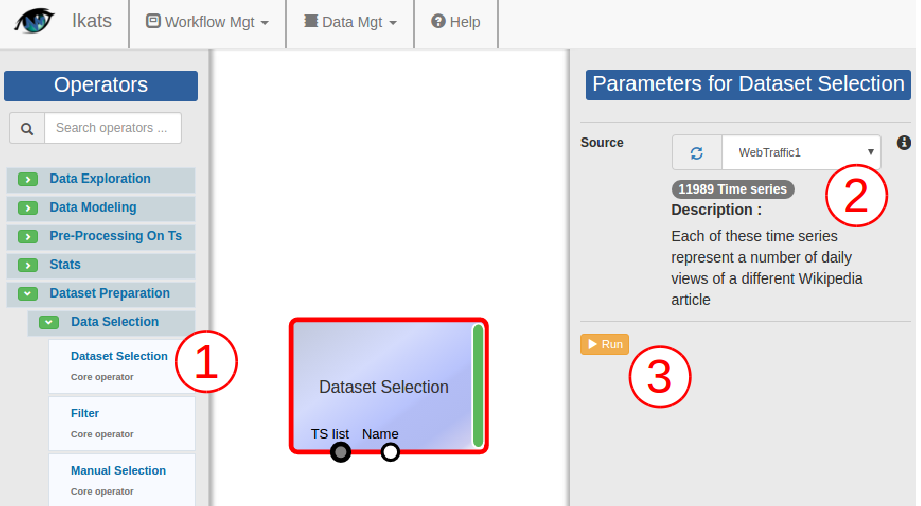 Ikats
Workflow Mgt
Data Mgt
Help
Operators
Search operators ...
Data Exploration
Data Modeling
Pre-Processing On Ts
Stats
Dataset Preparation
Data Selection
Dataset Selection
Core operator
Filter
Core operator
Manual Selection
Core operator
1
Dataset Selection
TS list Name
Parameters for Dataset Selection
Source
WebTraffic1
11989 Time series
2
Description :
Each of these time series
represent a number of daily
views of a different Wikipedia
article
Run
3